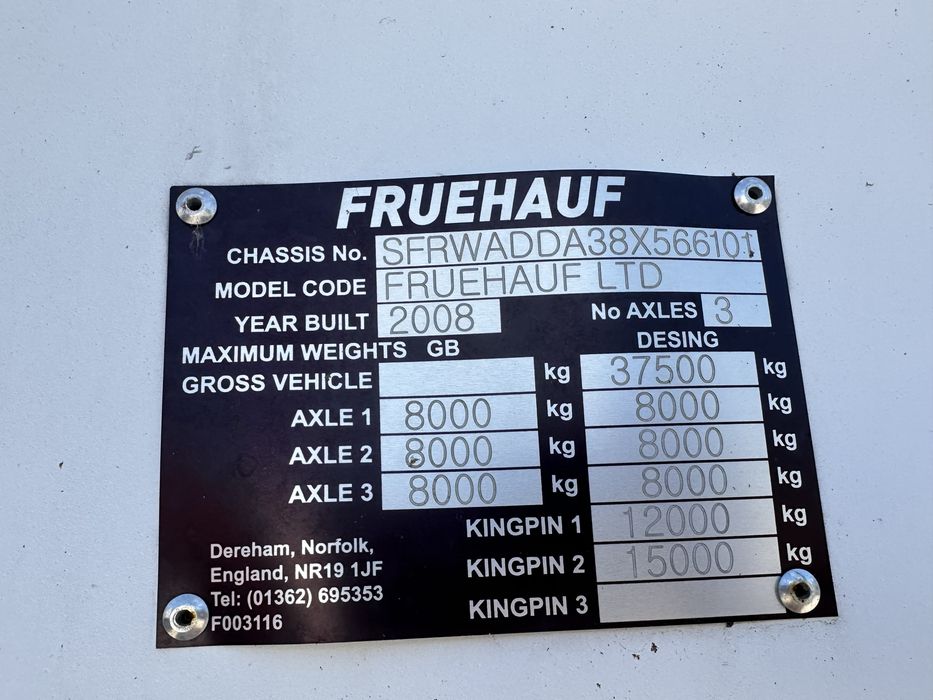 FRUEHAUF
CHASSIS No. SFRWADDA38X566101
MODEL CODE FRUEHAUF LTD
YEAR BUILT 2008 No AXLES 3
MAXIMUM WEIGHTS GB DESING
GROSS VEHICLE kg 37500 kg
AXLE 1 8000 kg 8000 kg
AXLE 2 8000 kg 8000 kg
AXLE 3 8000 kg 8000 kg
KINGPIN 1 12000 kg
KINGPIN 2 15000 kg
KINGPIN 3
Dereham, Norfolk,
England, NR19 1JF
Tel: (01362) 695353
F003116